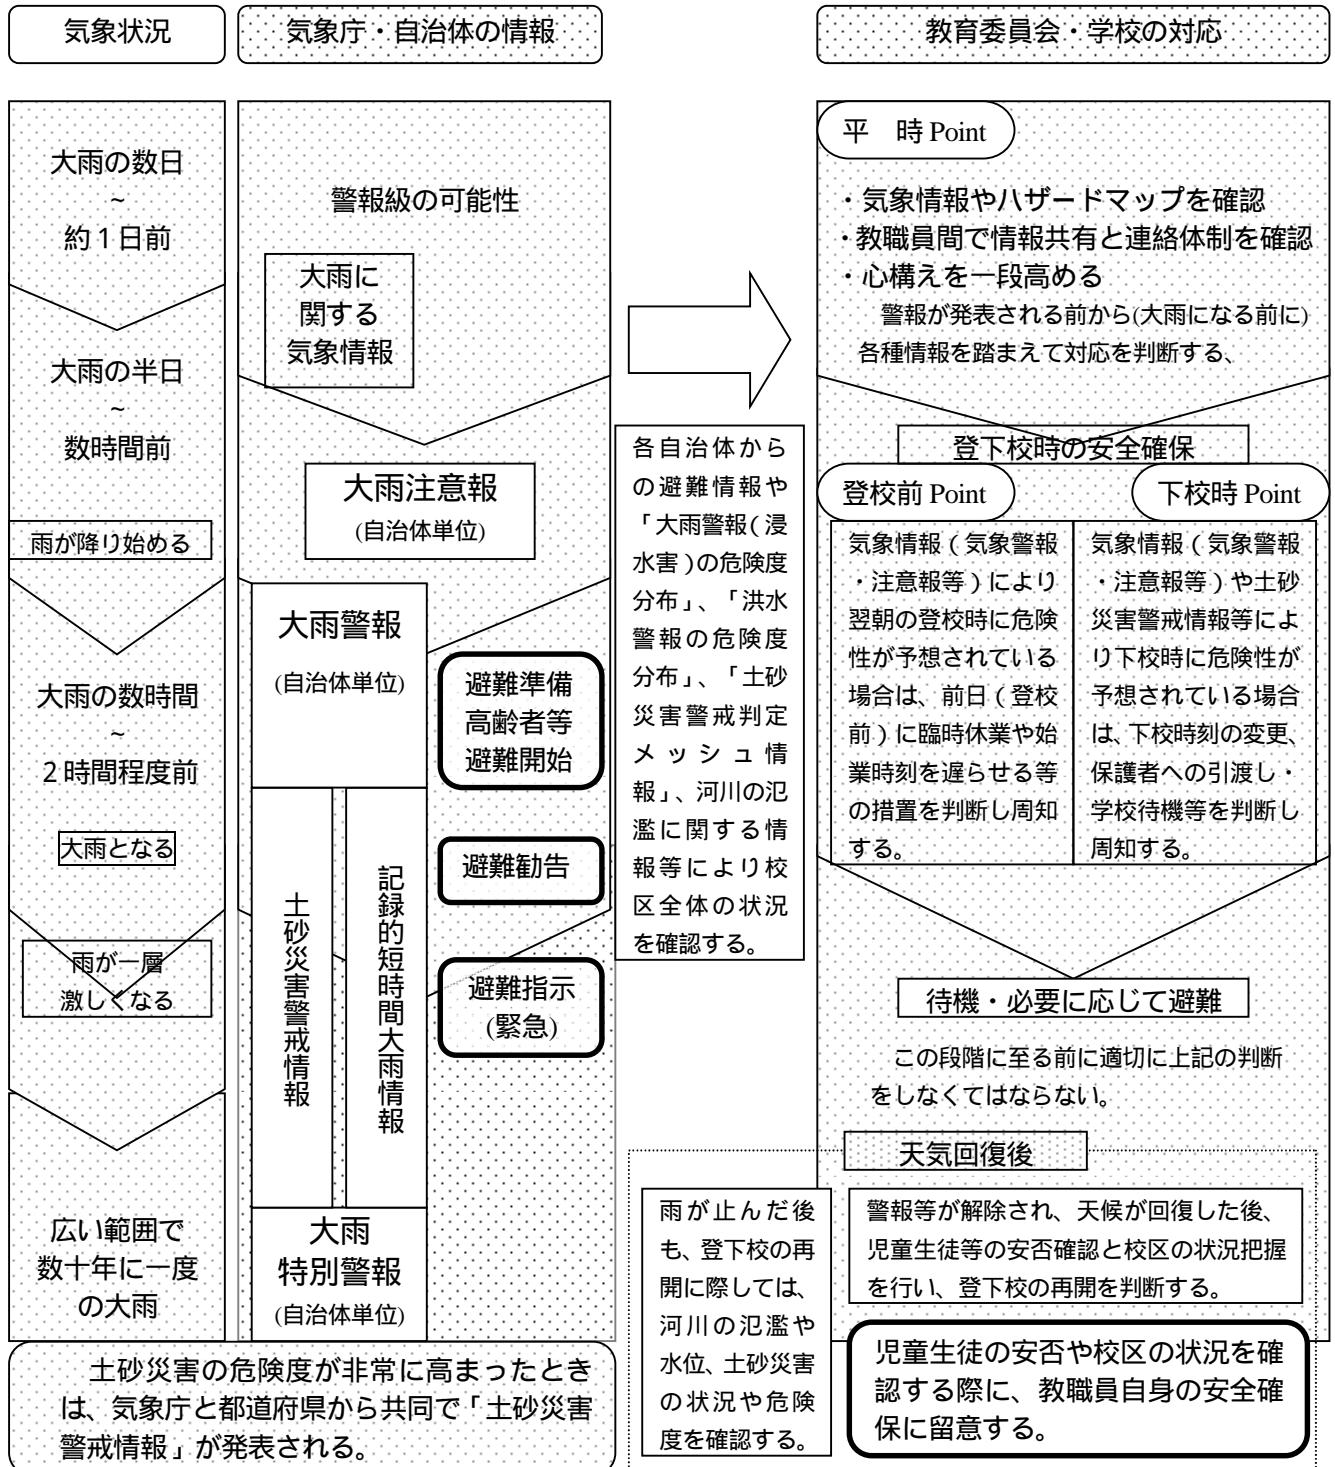 気象状況
気象庁・自治体の情報
教育委員会・学校の対応
大雨の数日
~
約１日前
大雨の半日
~
数時間前
雨が降り始める
大雨の数時間
~
２時間程度前
大雨となる
雨が一層
激しくなる
広い範囲で
数十年に一度
の大雨
警報級の可能性
大雨に
関する
気象情報
大雨注意報
(自治体単位)
大雨警報
(自治体単位)
避難準備
高齢者等
避難開始
避難勧告
避難指示
(緊急)
土砂災害警戒情報
記録的短時間大雨情報
大雨
特別警報
(自治体単位)
土砂災害の危険度が非常に高まったとき
は、気象庁と都道府県から共同で「土砂災害
警戒情報」が発表される。
各自治体から
の避難情報や
「大雨警報(浸
水害)の危険度
分布」、「洪水
警報の危険度
分布」、「土砂
災害警戒判定
メッシュ情
報」、河川の氾
濫に関する情
報等により校
区全体の状況
を確認する。
平　時 Point
・気象情報やハザードマップを確認
・教職員間で情報共有と連絡体制を確認
・心構えを一段高める
警報が発表される前から(大雨になる前に)
各種情報を踏まえて対応を判断する、
登下校時の安全確保
登校前 Point
気象情報（気象警報
・注意報等）により
翌朝の登校時に危険
性が予想されている
場合は、前日（登校
前）に臨時休業や始
業時刻を遅らせる等
の措置を判断し周知
する。
下校時 Point
気象情報（気象警報
・注意報等）や土砂
災害警戒情報等によ
り下校時に危険性が
予想されている場合
は、下校時刻の変更、
保護者への引渡し・
学校待機等を判断し
周知する。
待機・必要に応じて避難
この段階に至る前に適切に上記の判断
をしなくてはならない。
天気回復後
雨が止んだ後
も、登下校の再
開に際しては、
河川の氾濫や
水位、土砂災害
の状況や危険
度を確認する。
警報等が解除され、天候が回復した後、
児童生徒等の安否確認と校区の状況把握
を行い、登下校の再開を判断する。
児童生徒の安否や校区の状況を確
認する際に、教職員自身の安全確
保に留意する。